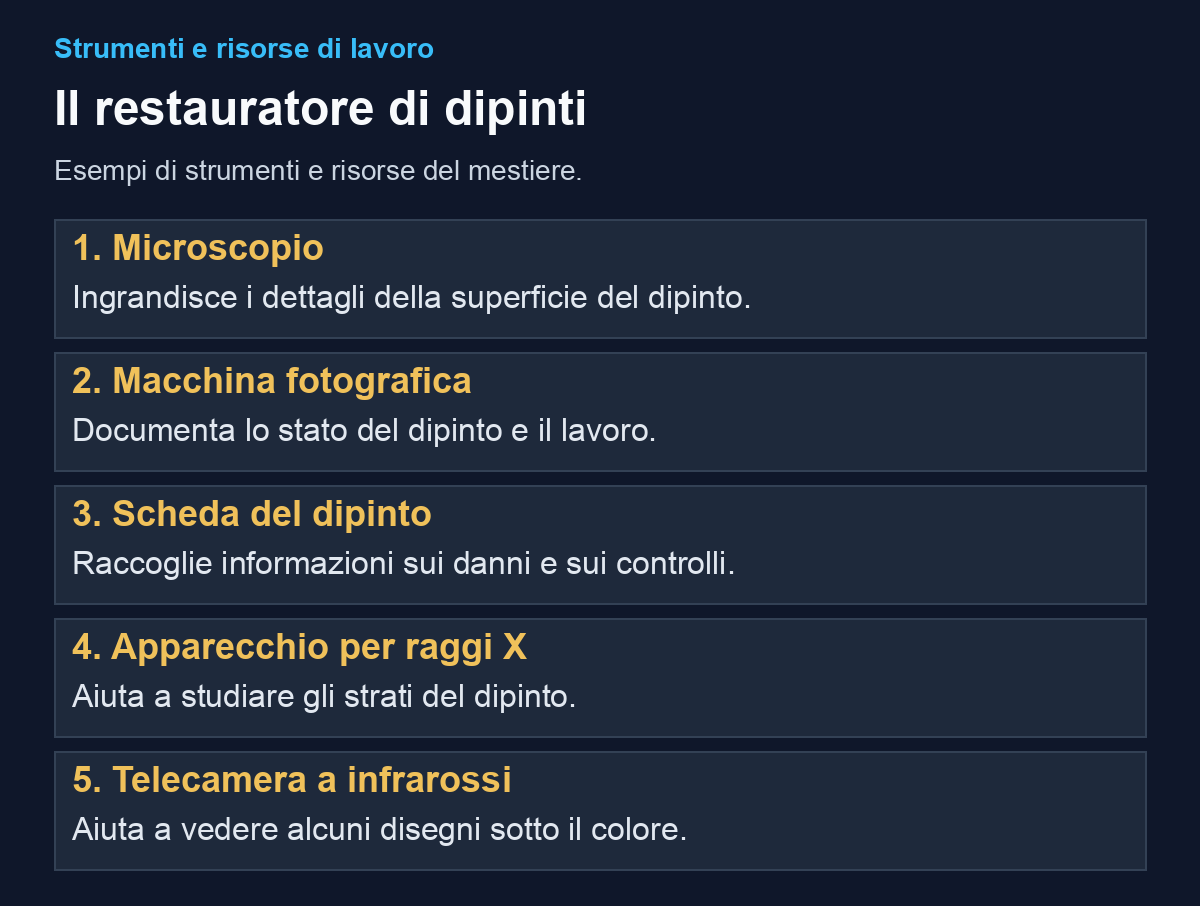 Strumenti e risorse di lavoro
Il restauratore di dipinti
Esempi di strumenti e risorse del mestiere.
1. Microscopio
Ingrandisce i dettagli della superficie del dipinto.
2. Macchina fotografica
Documenta lo stato del dipinto e il lavoro.
3. Scheda del dipinto
Raccoglie informazioni sui danni e sui controlli.
4. Apparecchio per raggi X
Aiuta a studiare gli strati del dipinto.
5. Telecamera a infrarossi
Aiuta a vedere alcuni disegni sotto il colore.